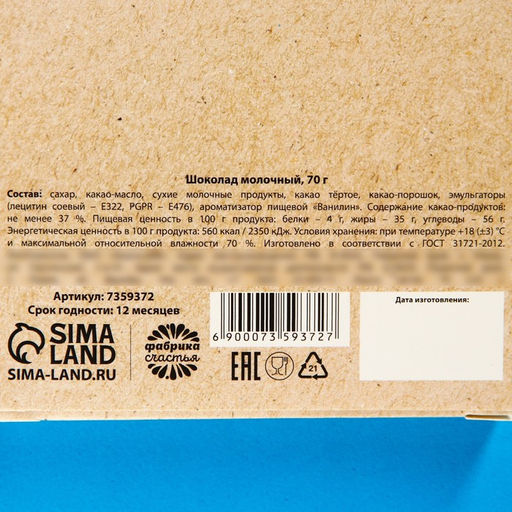 Шоколад молочный, 70 г
Состав: сахар, какао-масло, сухие молочные продукты, какао тёртое, какао-порошок, эмульгаторы
(лецитин соевый – Е322, PGPR – Е476), ароматизатор пищевой «Ванилин». Содержание какао-продуктов:
не менее 37 %. Пищевая ценность в 100 г продукта: белки – 4 г, жиры – 35 г, углеводы – 56 г.
Энергетическая ценность в 100 г продукта: 560 ккал / 2350 кДж. Условия хранения: при температуре +18 (±3) °С
и максимальной относительной влажности 70 %. Изготовлено в соответствии с ГОСТ 31721-2012.
Артикул: 7359372
Срок годности: 12 месяцев
Дата изготовления:
SIMA
LAND
SIMA-LAND.RU
фабрика
счастья
6 900073 593727
EAC
21